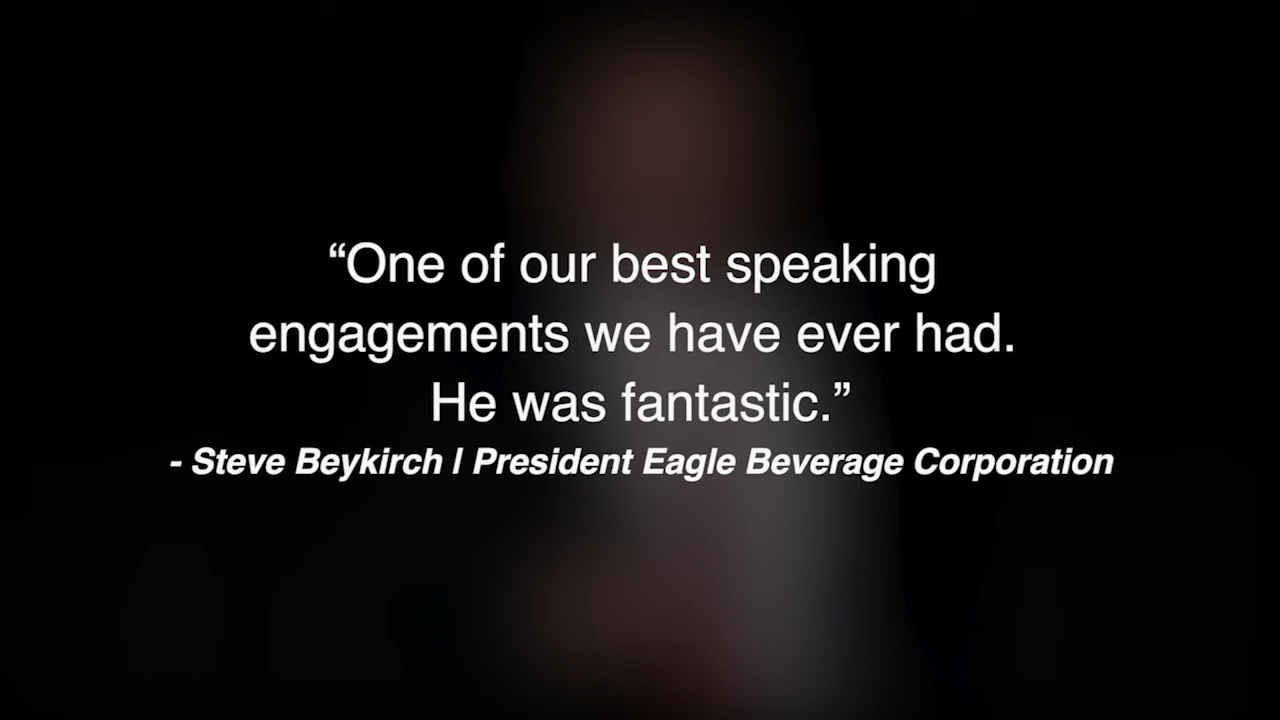 “One of our best speaking
engagements we have ever had.
He was fantastic.”
- Steve Beykirch | President Eagle Beverage Corporation